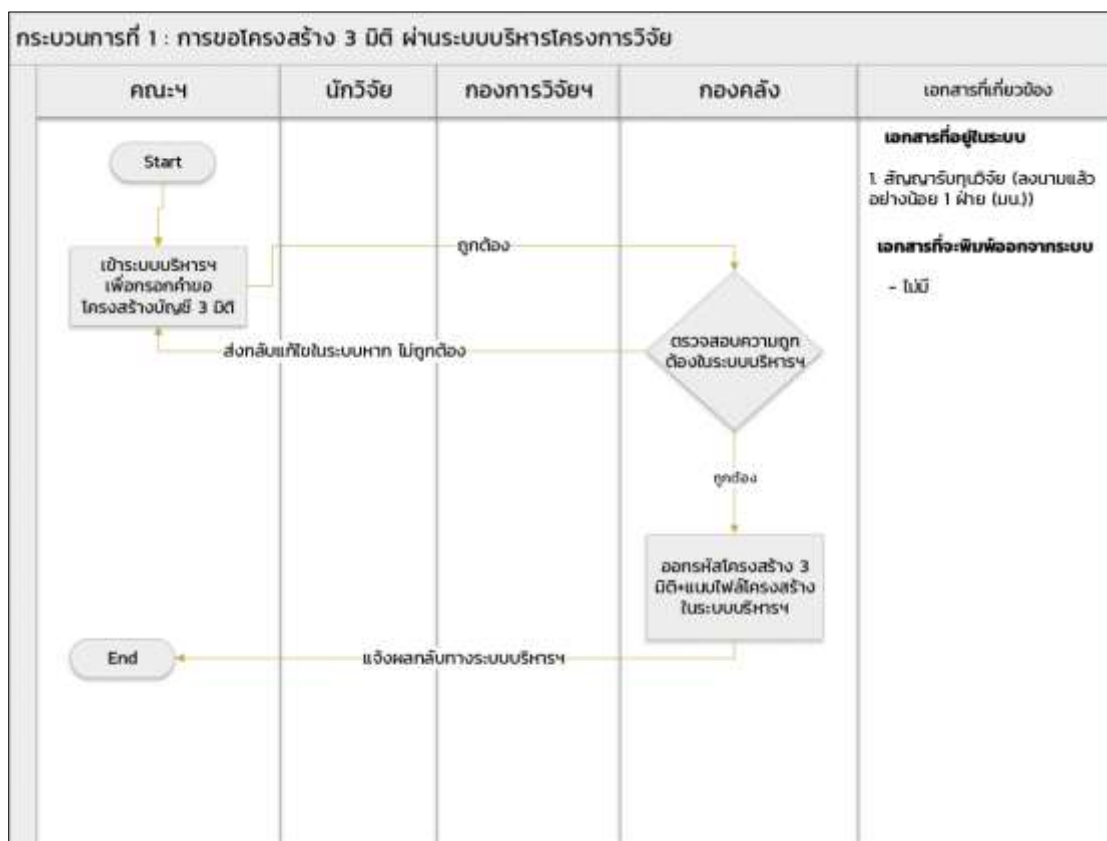 กระบวนการที่ 1 : การขอโครงสร้าง 3 มิติ ผ่านระบบบริหารโครงการวิจัย
คณะฯ
นักวิจัย
กองการวิจัยฯ
กองคลัง
เอกสารที่เกี่ยวข้อง
เอกสารที่อยู่ในระบบ
1. สัญญารับทุนวิจัย (ลงนามแล้ว
อย่างน้อย 1 ฝ่าย (มน.))
เอกสารที่จะพิมพ์ออกจากระบบ
- ไม่มี
Start
เข้าระบบบริหารฯ
เพื่อกรอกคำขอ
โครงสร้างบัญชี 3 มิติ
ถูกต้อง
ส่งกลับแก้ไขในระบบหาก ไม่ถูกต้อง
ตรวจสอบความถูก
ต้องในระบบบริหารฯ
ถูกต้อง
ออกรหัสโครงสร้าง 3
มิติ+แนบไฟล์โครงสร้าง
ในระบบบริหารฯ
แจ้งผลกลับทางระบบบริหารฯ
End